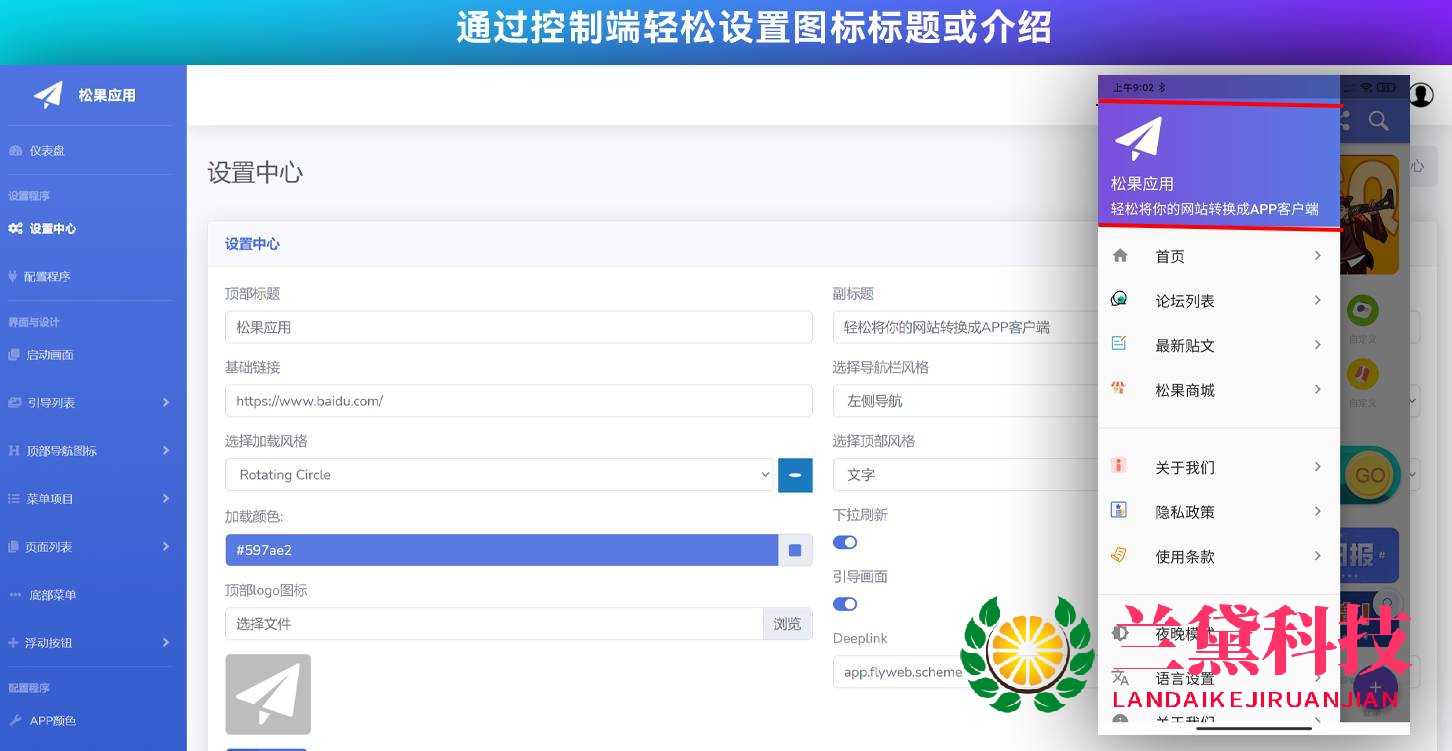 通过控制端轻松设置图标标题或介绍
松果应用
仪表盘
设置程序
设置中心
配置程序
界面与设计
启动画面
引导列表
顶部导航图标
菜单项目
页面列表
底部菜单
浮动按钮
配置程序
APP颜色
设置中心
设置中心
顶部标题
松果应用
基础链接
https://www.baidu.com/
选择加载风格
Rotating Circle
加载颜色:
#597ae2
顶部logo图标
选择文件
浏览
副标题
轻松将你的网站转换成APP客户端
选择导航栏风格
左侧导航
选择顶部风格
文字
下拉刷新
引导画面
Deeplink
app.flyweb.scheme
心
上午9:02
松果应用
轻松将你的网站转换成APP客户端
首页
论坛列表
最新贴文
松果商城
关于我们
隐私政策
使用条款
夜晚模式
语言设置
关于我们
自定义
自定义
GO
报
兰黛科技
LANDAIKEJIRUANJIAN